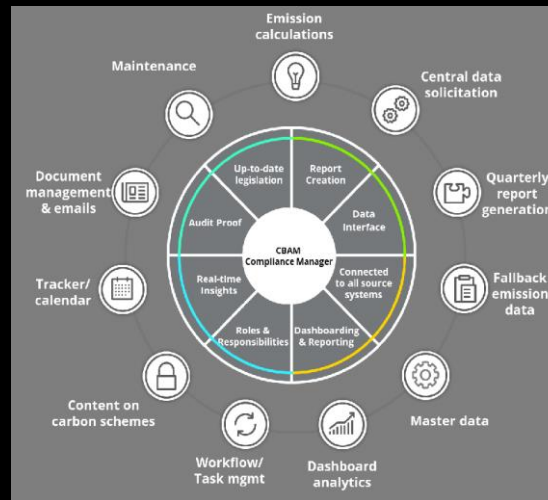 Emission
calculations
Central data
solicitation
Quarterly
report
generation
Fallback
emission
data
Master data
Dashboard
analytics
Workflow/
Task mgmt
Content on
carbon schemes
Tracker/
calendar
Document
management
& emails
Maintenance
Up-to-date
legislation
Report
Creation
Data
Interface
Connected
to all source
systems
Dashboarding
& Reporting
Roles &
Responsibilities
Real-time
Insights
Audit Proof
CBAM
Compliance Manager